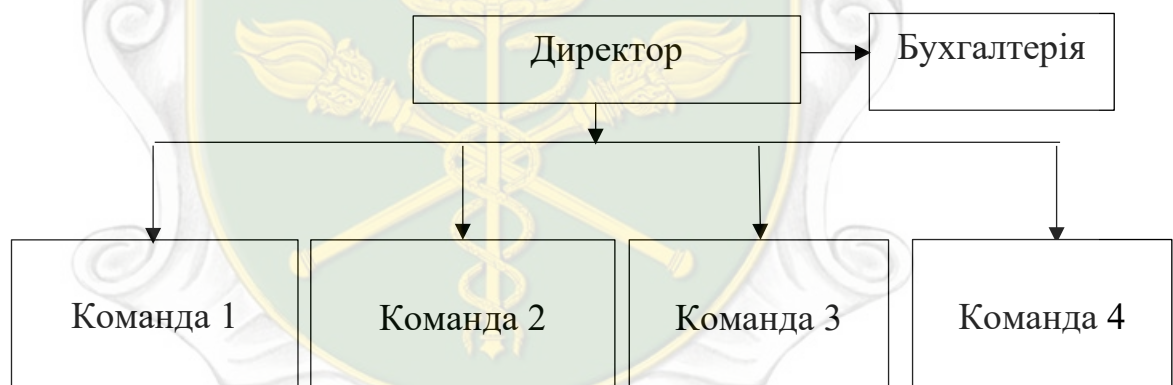 Директор
Бухгалтерія
Команда 1
Команда 2
Команда 3
Команда 4